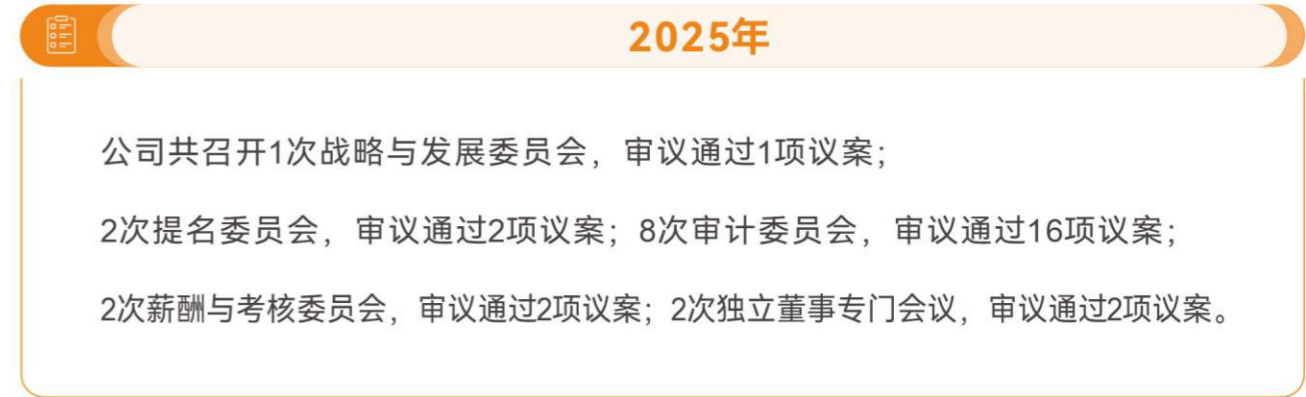 2025年
公司共召开1次战略与发展委员会，审议通过1项议案；
2次提名委员会，审议通过2项议案；8次审计委员会，审议通过16项议案；
2次薪酬与考核委员会，审议通过2项议案；2次独立董事专门会议，审议通过2项议案。